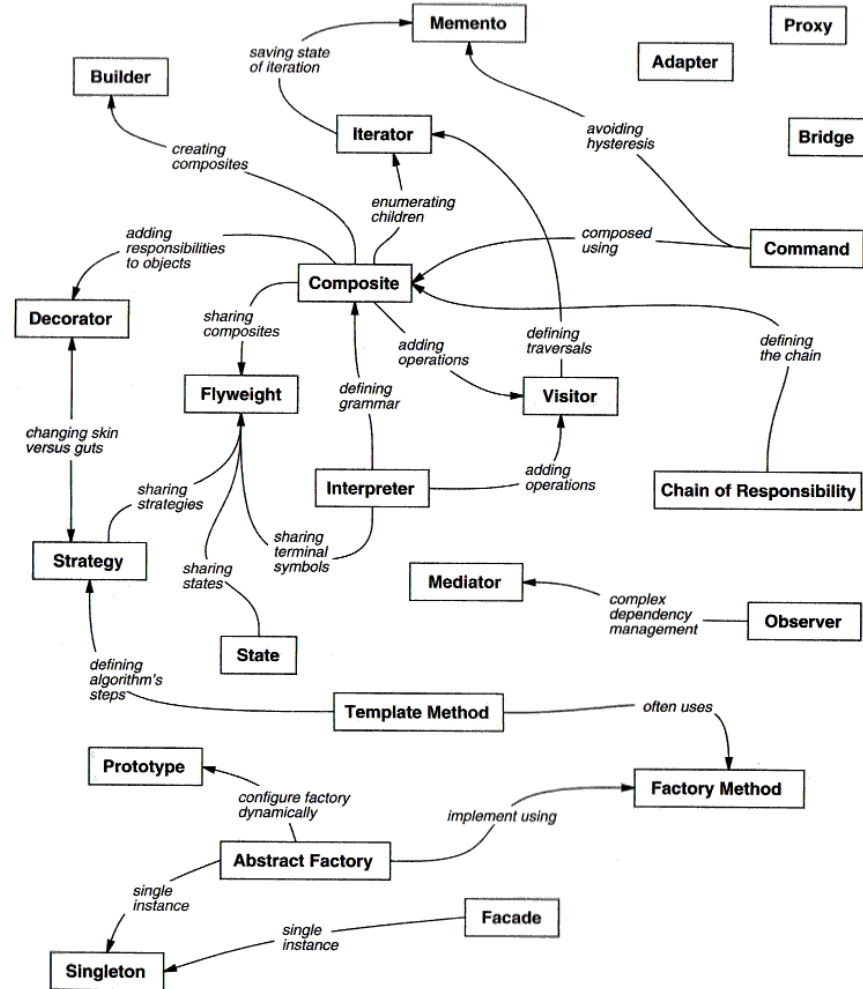 Memento
Proxy
saving state
of iteration
Adapter
Builder
Iterator
avoiding
hysteresis
Bridge
creating
composites
enumerating
children
adding
responsibilities
to objects
composed
using
Command
Composite
Decorator
sharing
composites
adding
operations
defining
traversals
defining
the chain
Flyweight
defining
grammar
Visitor
changing skin
versus guts
sharing
strategies
Interpreter
adding
operations
Chain of Responsibility
Strategy
sharing
terminal
symbols
sharing
states
Mediator
complex
dependency
management
Observer
State
defining
algorithm's
steps
Template Method
often uses
Prototype
configure factory
dynamically
Factory Method
implement using
Abstract Factory
single
instance
Facade
single
instance
Singleton